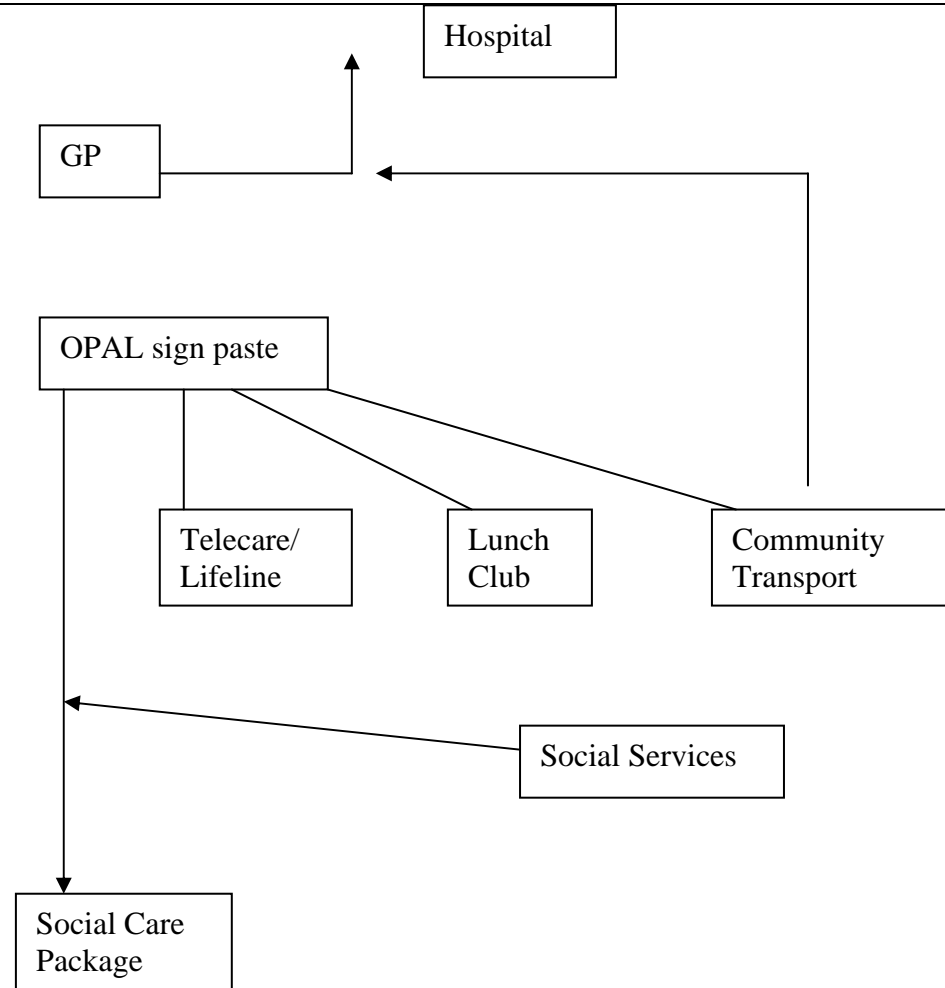 Hospital
GP
OPAL sign paste
Telecare/
Lifeline
Lunch
Club
Community
Transport
Social Services
Social Care
Package